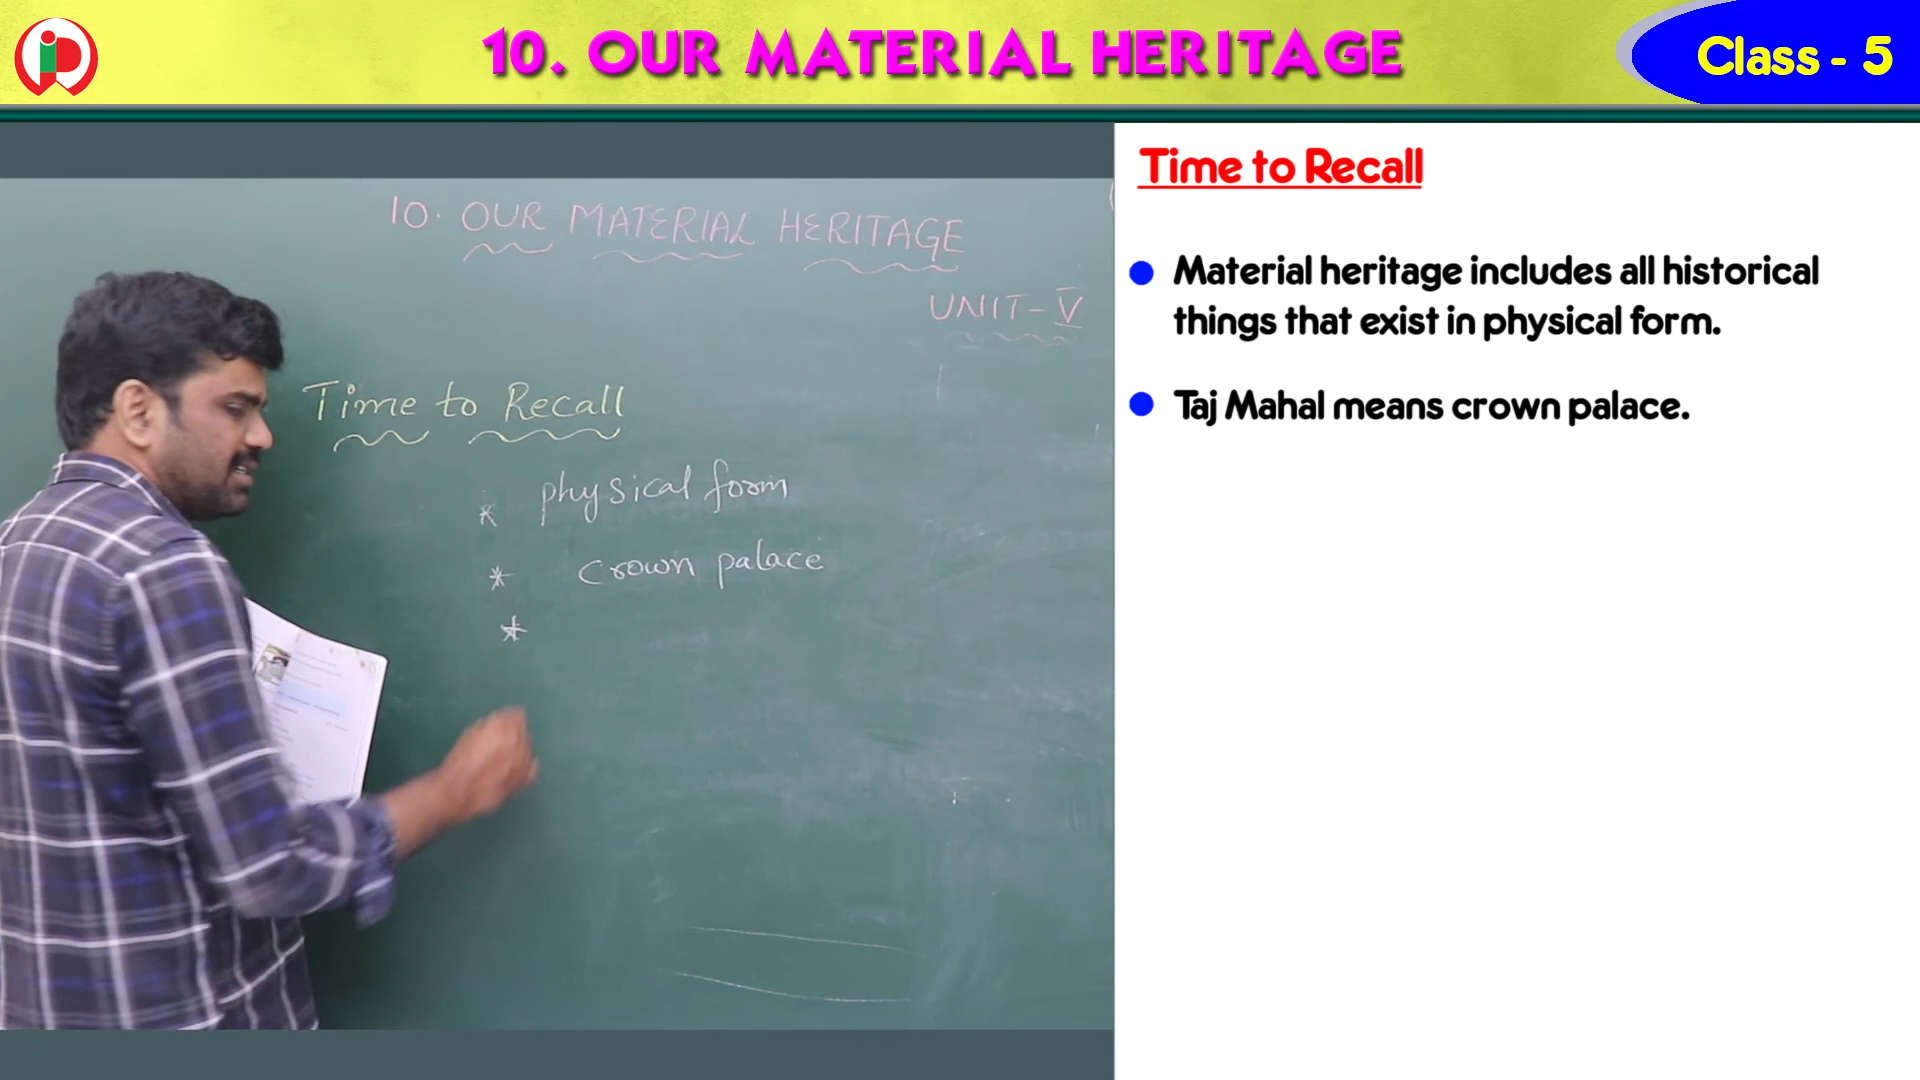 10. OUR MATERIAL HERITAGE
Class - 5
10. OUR MATERIAL HERITAGE
UNIT - V
Time to Recall
* physical form
* Crown palace
*
Time to Recall
Material heritage includes all historical
things that exist in physical form.
Taj Mahal means crown palace.